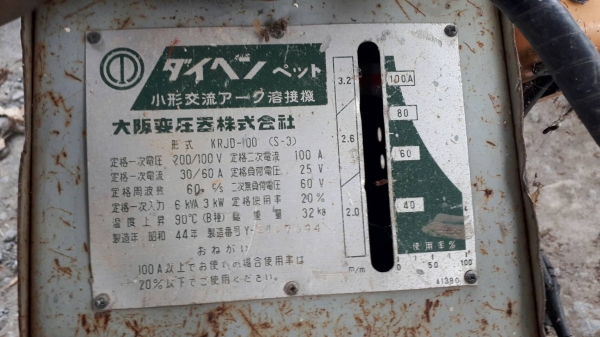 ダイヘン ペット
小形交流アーク溶接機
大阪変圧器株式会社
形式 KRJD-100 (S-3)
定格一次電圧 200/100 V 定格二次電流 100 A
定格一次電流 30/60 A 定格負荷電圧 25 V
定格周波数 60 c/s 二次無負荷電圧 60 V
定格一次入力 6 kVA 3 kW 定格使用率 20 %
温度上昇 90℃ (B種) 総重量 32 kg
製造年 昭和 44年 製造番号
おねがい
100A以上でお使いの場合使用率は
20%以下でご使用ください。
3.2
2.6
2.0
100A
80
60
40
使用率%
0 50 100
A1380